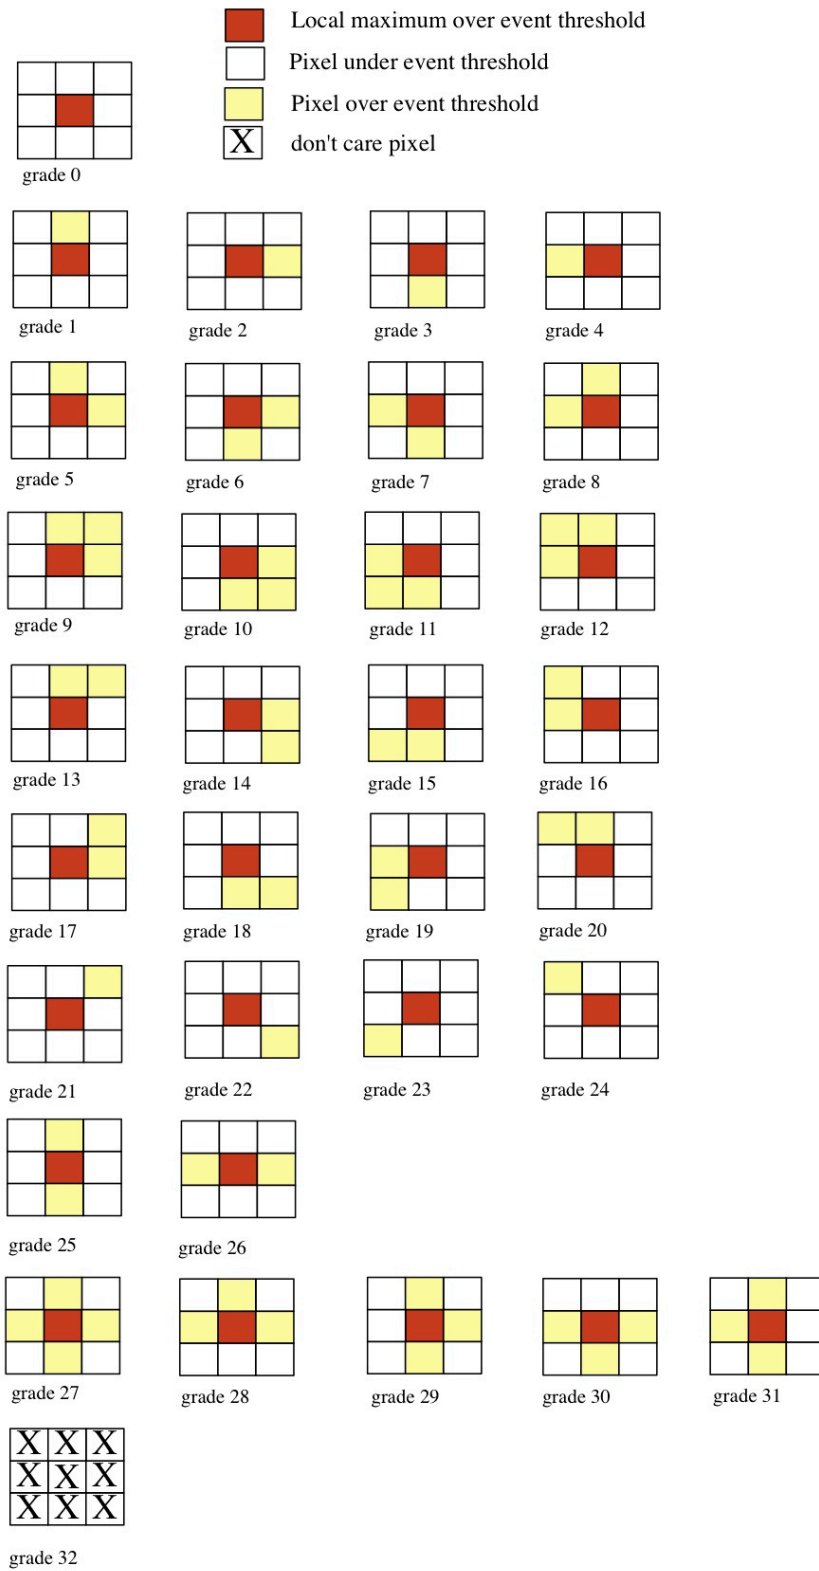 Local maximum over event threshold
Pixel under event threshold
Pixel over event threshold
X don't care pixel
grade 0
grade 1 grade 2 grade 3 grade 4
grade 5 grade 6 grade 7 grade 8
grade 9 grade 10 grade 11 grade 12
grade 13 grade 14 grade 15 grade 16
grade 17 grade 18 grade 19 grade 20
grade 21 grade 22 grade 23 grade 24
grade 25 grade 26
grade 27 grade 28 grade 29 grade 30 grade 31
X X X
X X X
X X X
grade 32